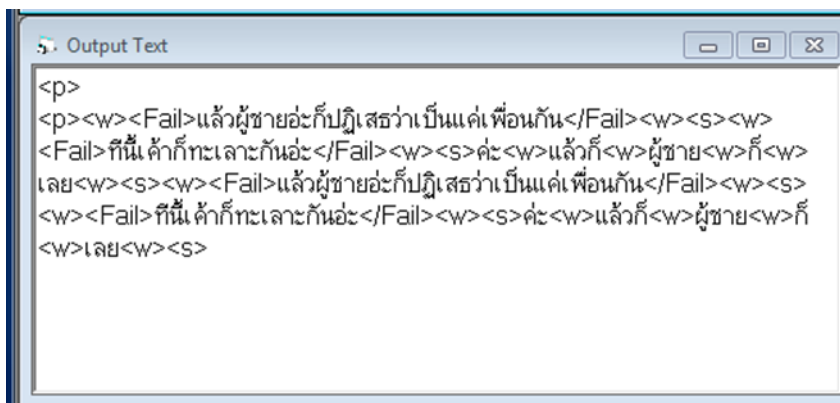 Output Text
<p>
<p><w><Fail>แล้วผู้ชายอ่ะก็ปฏิเสธว่าเป็นแค่เพื่อนกัน</Fail><w><s><w>
<Fail>ทีนี้เค้าก็ทะเลาะกันอ่ะ</Fail><w><s>ค่ะ<w>แล้วก็<w>ผู้ชาย<w>ก็<w>
เลย<w><s><w><Fail>แล้วผู้ชายอ่ะก็ปฏิเสธว่าเป็นแค่เพื่อนกัน</Fail><w><s>
<w><Fail>ทีนี้เค้าก็ทะเลาะกันอ่ะ</Fail><w><s>ค่ะ<w>แล้วก็<w>ผู้ชาย<w>ก็
<w>เลย<w><s>